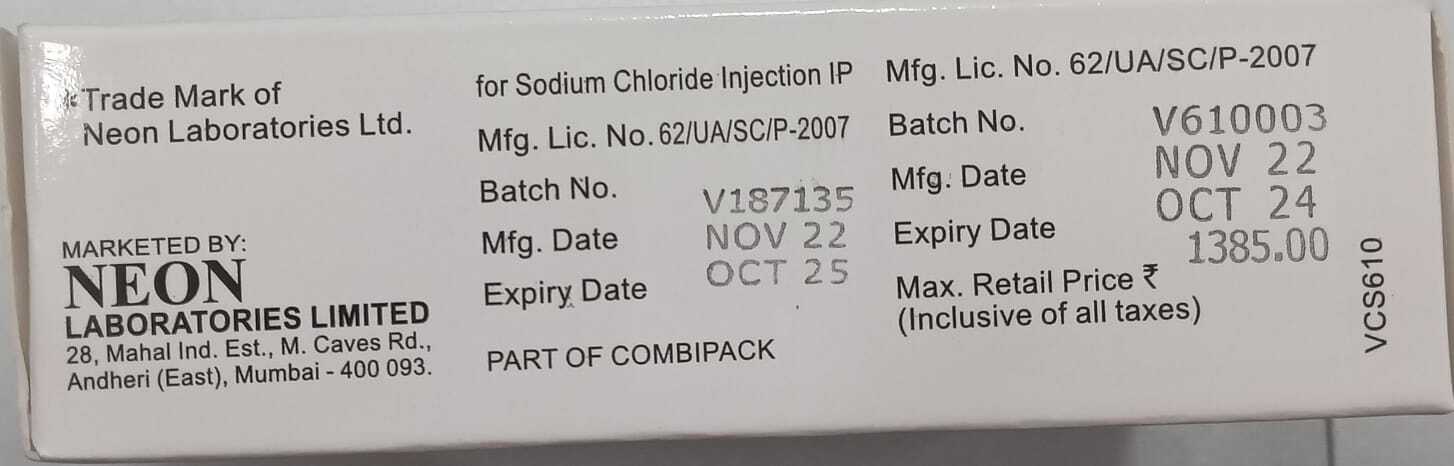 Trade Mark of
Neon Laboratories Ltd.
MARKETED BY:
NEON
LABORATORIES LIMITED
28, Mahal Ind. Est., M. Caves Rd.,
Andheri (East), Mumbai - 400 093.
for Sodium Chloride Injection IP
Mfg. Lic. No. 62/UA/SC/P-2007
Batch No. V187135
Mfg. Date NOV 22
Expiry Date OCT 25
PART OF COMBIPACK
Mfg. Lic. No. 62/UA/SC/P-2007
Batch No. V610003
Mfg. Date NOV 22
Expiry Date OCT 24
Max. Retail Price ₹ 1385.00
(Inclusive of all taxes)
VCS610